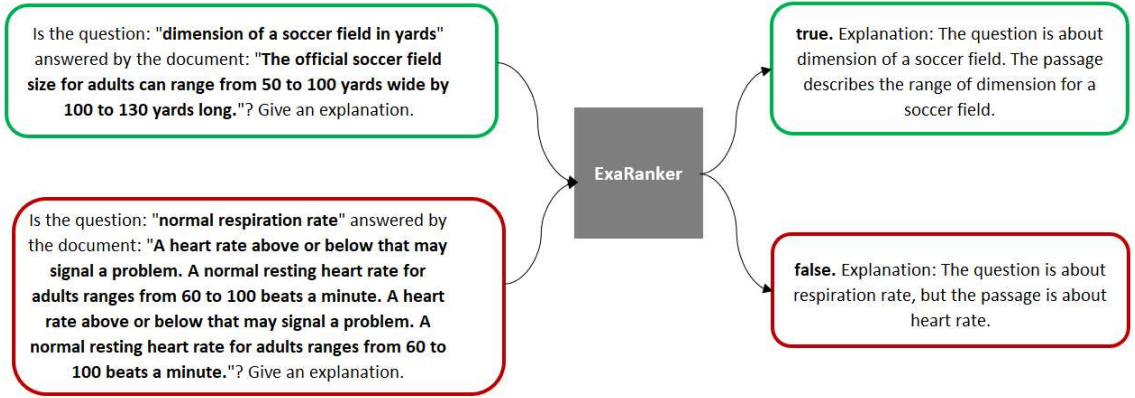 Is the question: "dimension of a soccer field in yards"
answered by the document: "The official soccer field
size for adults can range from 50 to 100 yards wide by
100 to 130 yards long."? Give an explanation.
Is the question: "normal respiration rate" answered by
the document: "A heart rate above or below that may
signal a problem. A normal resting heart rate for
adults ranges from 60 to 100 beats a minute. A heart
rate above or below that may signal a problem. A
normal resting heart rate for adults ranges from 60 to
100 beats a minute."? Give an explanation.
ExaRanker
true. Explanation: The question is about
dimension of a soccer field. The passage
describes the range of dimension for a
soccer field.
false. Explanation: The question is about
respiration rate, but the passage is about
heart rate.